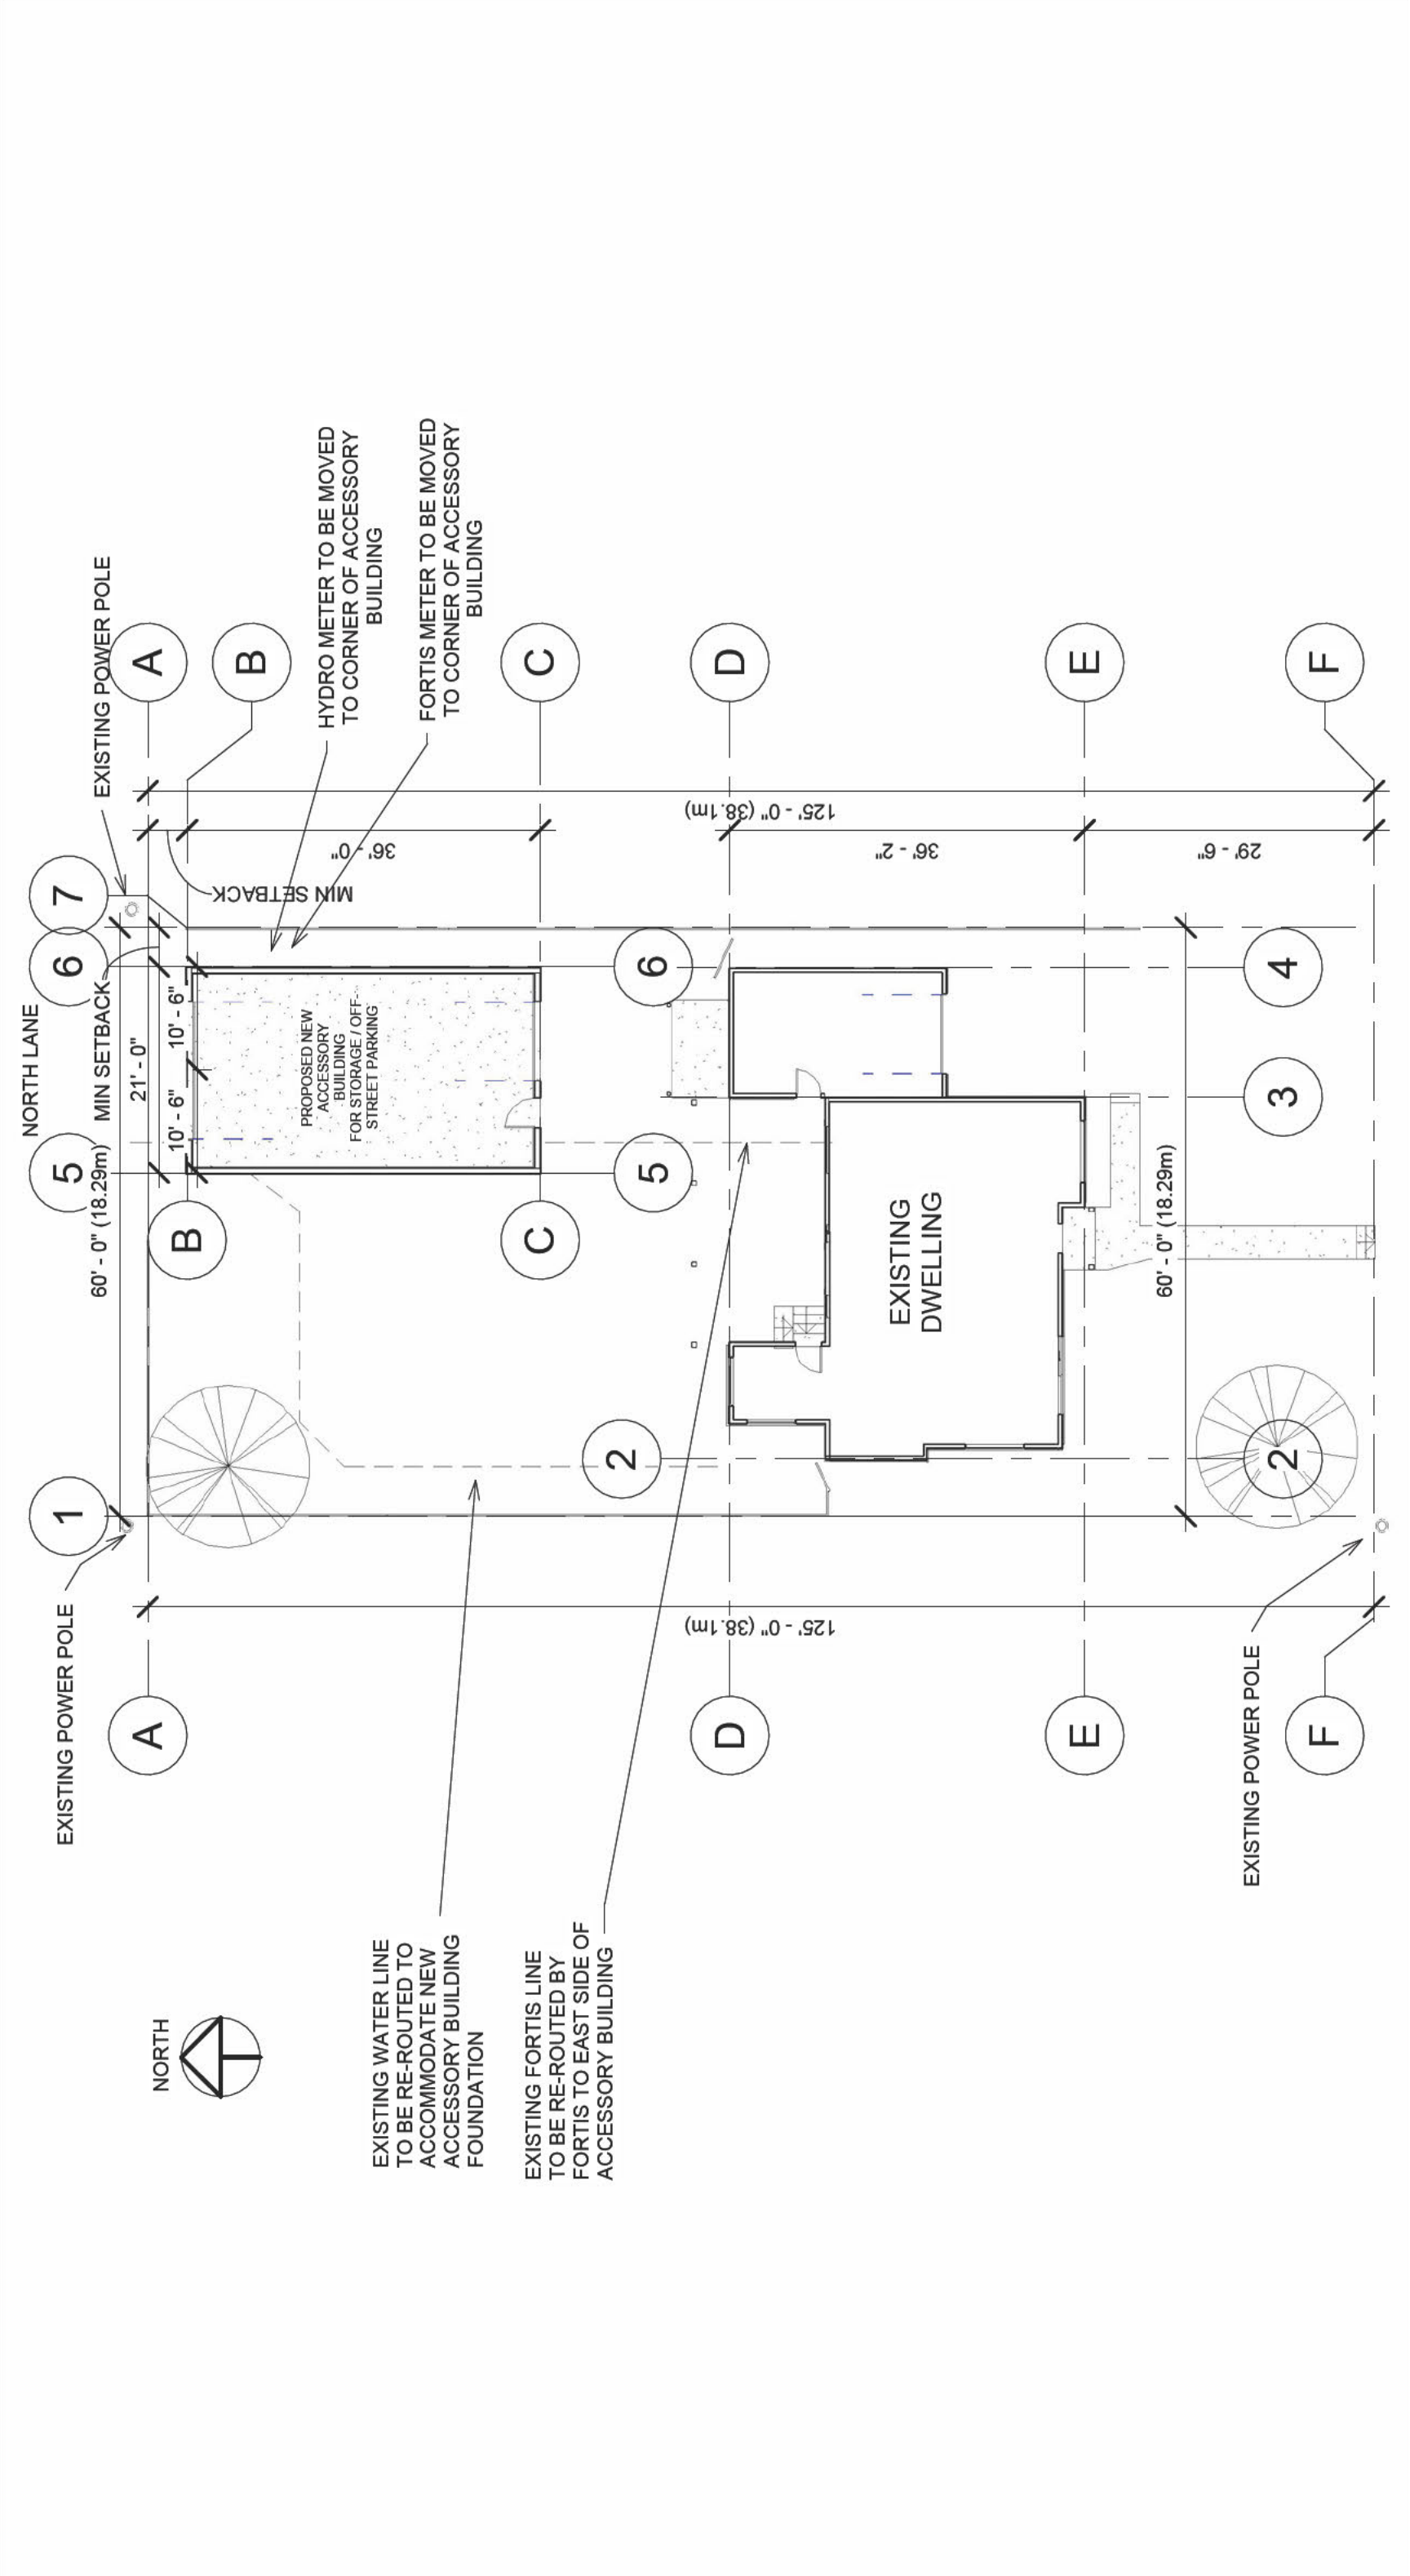 NORTH LANE
1
5
6
7
60' - 0" (18.29m)
MIN SETBACK
21' - 0"
10' - 6"
10' - 6"
EXISTING POWER POLE
EXISTING POWER POLE
A
A
B
B
MIN SETBACK
36' - 0"
125' - 0" (38.1m)
PROPOSED NEW
ACCESSORY
BUILDING
FOR STORAGE / OFF-
STREET PARKING
HYDRO METER TO BE MOVED
TO CORNER OF ACCESSORY
BUILDING
FORTIS METER TO BE MOVED
TO CORNER OF ACCESSORY
BUILDING
NORTH
EXISTING WATER LINE
TO BE RE-ROUTED TO
ACCOMMODATE NEW
ACCESSORY BUILDING
FOUNDATION
EXISTING FORTIS LINE
TO BE RE-ROUTED BY
FORTIS TO EAST SIDE OF
ACCESSORY BUILDING
C
C
2
5
6
125' - 0" (38.1m)
D
D
36' - 2"
EXISTING
DWELLING
E
E
60' - 0" (18.29m)
29' - 6"
EXISTING POWER POLE
2
3
4
F
F